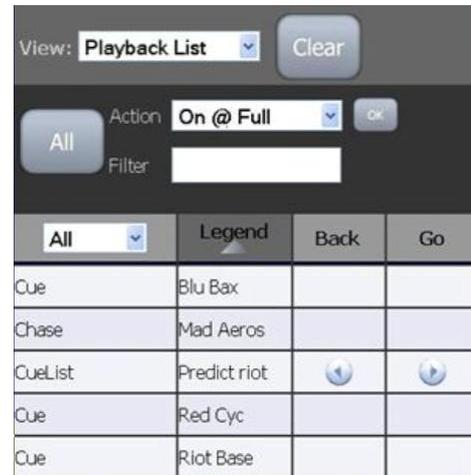 View: Playback List Clear
All Action On @ Full OK
Filter
All Legend Back Go
Cue Blu Bax
Chase Mad Aeros
CueList Predict riot
Cue Red Cyc
Cue Riot Base